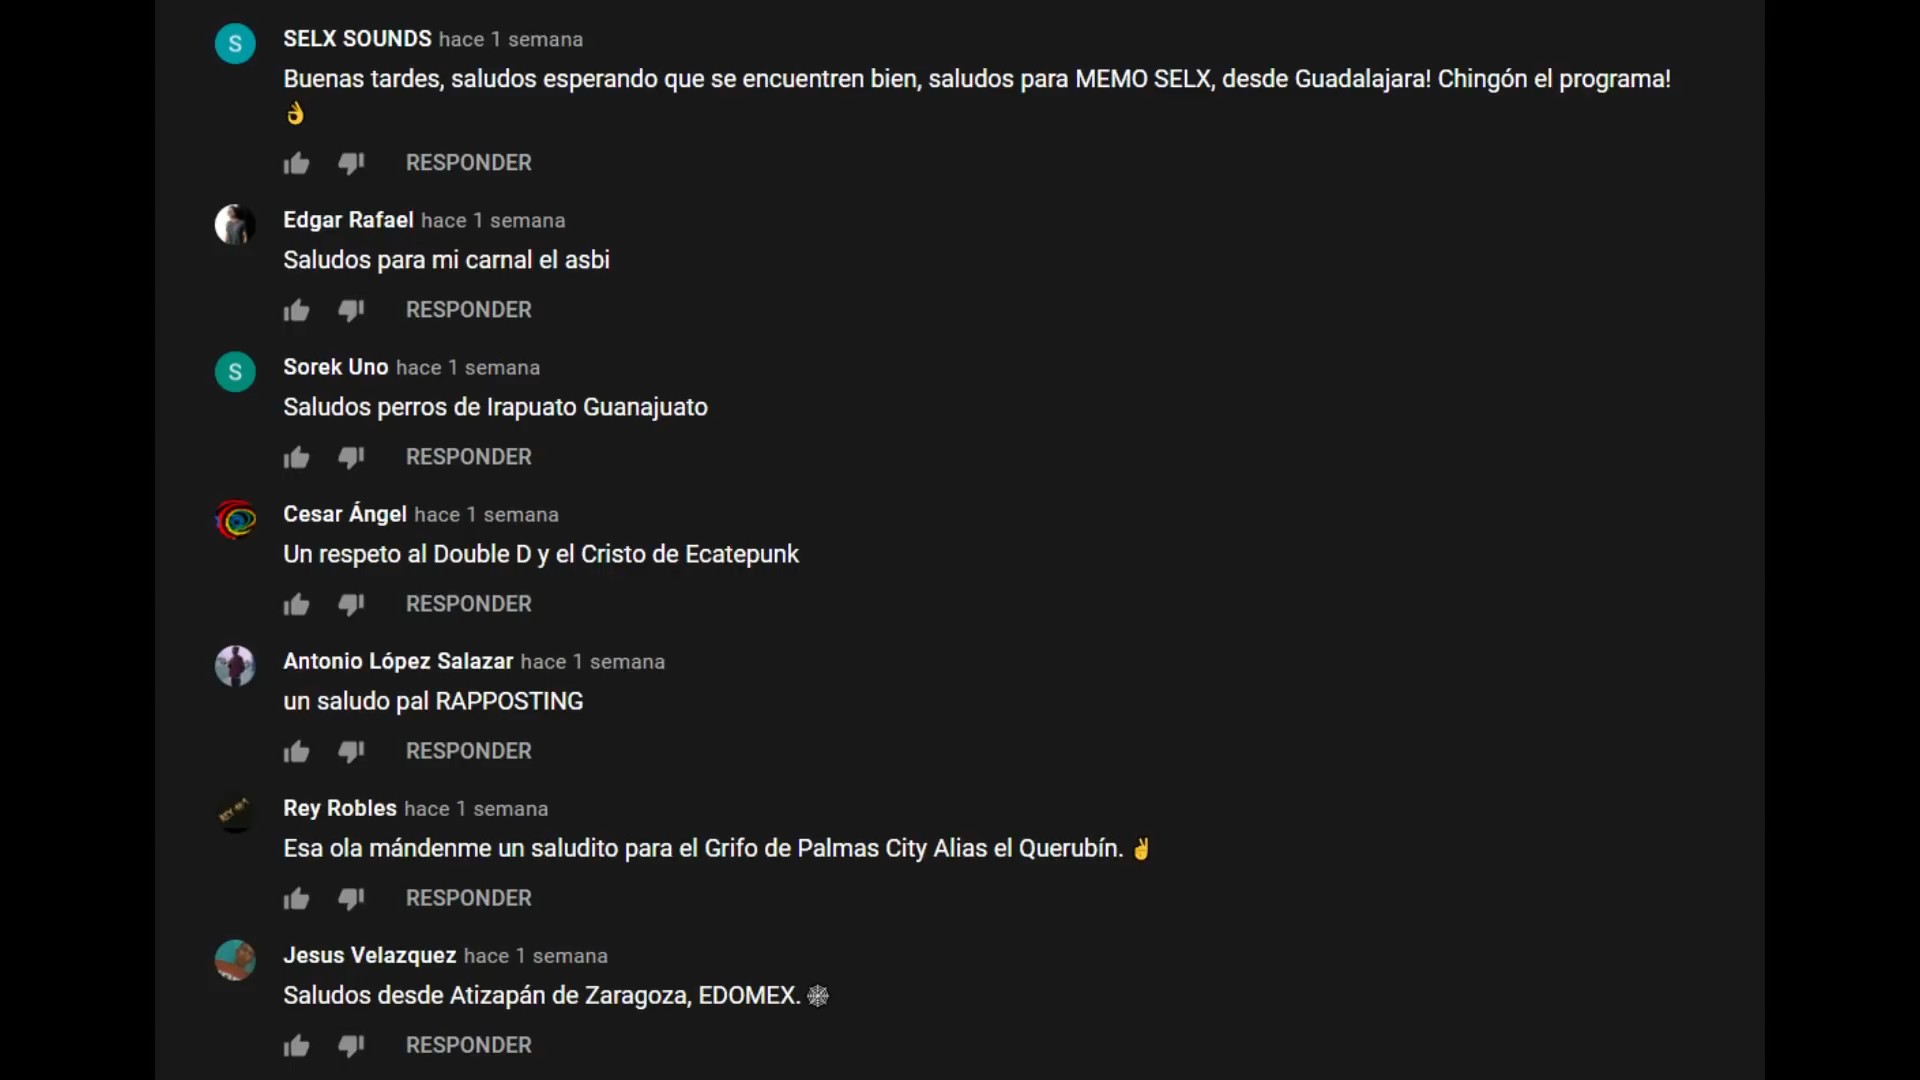 S
SELX SOUNDS hace 1 semana
Buenas tardes, saludos esperando que se encuentren bien, saludos para MEMO SELX, desde Guadalajara! Chingón el programa!
👌
RESPONDER
Edgar Rafael hace 1 semana
Saludos para mi carnal el asbi
RESPONDER
S
Sorek Uno hace 1 semana
Saludos perros de Irapuato Guanajuato
RESPONDER
Cesar Ángel hace 1 semana
Un respeto al Double D y el Cristo de Ecatepunk
RESPONDER
Antonio López Salazar hace 1 semana
un saludo pal RAPPOSTING
RESPONDER
Rey Robles hace 1 semana
Esa ola mándenme un saludito para el Grifo de Palmas City Alias el Querubín. ✌
RESPONDER
Jesus Velazquez hace 1 semana
Saludos desde Atizapán de Zaragoza, EDOMEX. 🕸
RESPONDER